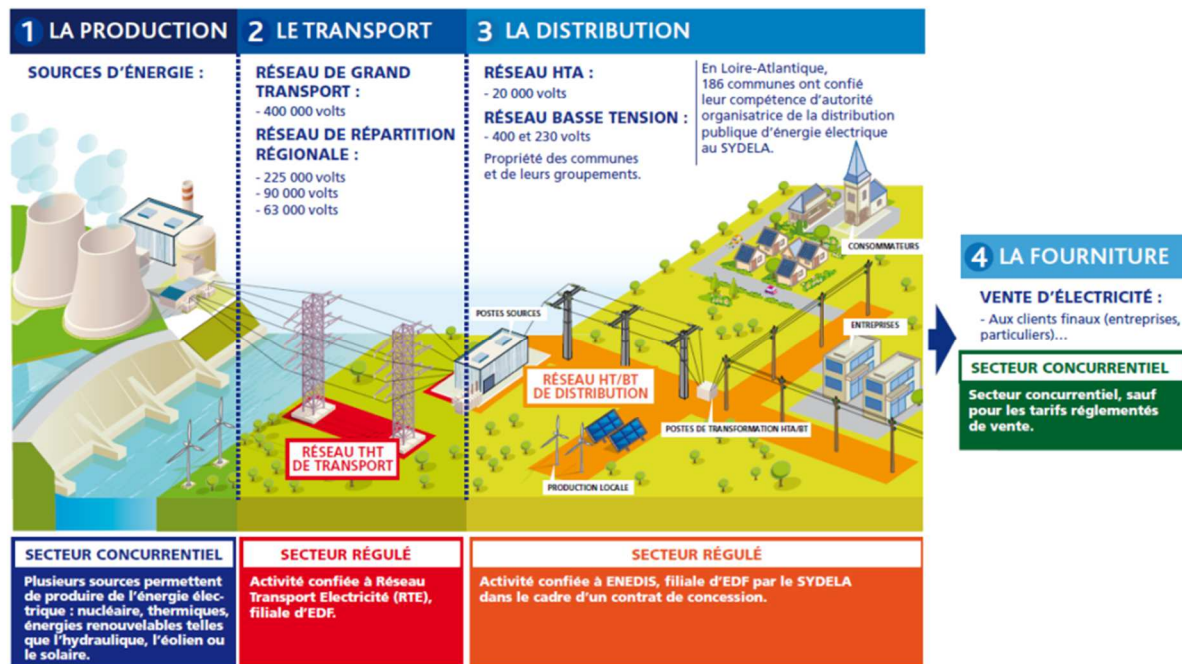 1 LA PRODUCTION
SOURCES D'ÉNERGIE :
2 LE TRANSPORT
RÉSEAU DE GRAND
TRANSPORT :
- 400 000 volts
RÉSEAU DE RÉPARTITION
RÉGIONALE :
- 225 000 volts
- 90 000 volts
- 63 000 volts
3 LA DISTRIBUTION
RÉSEAU HTA :
- 20 000 volts
RÉSEAU BASSE TENSION :
- 400 et 230 volts
Propriété des communes
et de leurs groupements.
En Loire-Atlantique,
186 communes ont confié
leur compétence d'autorité
organisatrice de la distribution
publique d'énergie électrique
au SYDELA.
CONSOMMATEURS
POSTES SOURCES
ENTREPRISES
RÉSEAU HT/BT
DE DISTRIBUTION
POSTES DE TRANSFORMATION HTA/BT
RÉSEAU THT
DE TRANSPORT
PRODUCTION LOCALE
4 LA FOURNITURE
VENTE D'ÉLECTRICITÉ :
- Aux clients finaux (entreprises,
particuliers)...
SECTEUR CONCURRENTIEL
Secteur concurrentiel, sauf
pour les tarifs réglementés
de vente.
SECTEUR CONCURRENTIEL
Plusieurs sources permettent
de produire de l'énergie élec-
trique : nucléaire, thermiques,
énergies renouvelables telles
que l'hydraulique, l'éolien ou
le solaire.
SECTEUR RÉGULÉ
Activité confiée à Réseau
Transport Electricité (RTE),
filiale d'EDF.
SECTEUR RÉGULÉ
Activité confiée à ENEDIS, filiale d'EDF par le SYDELA
dans le cadre d'un contrat de concession.